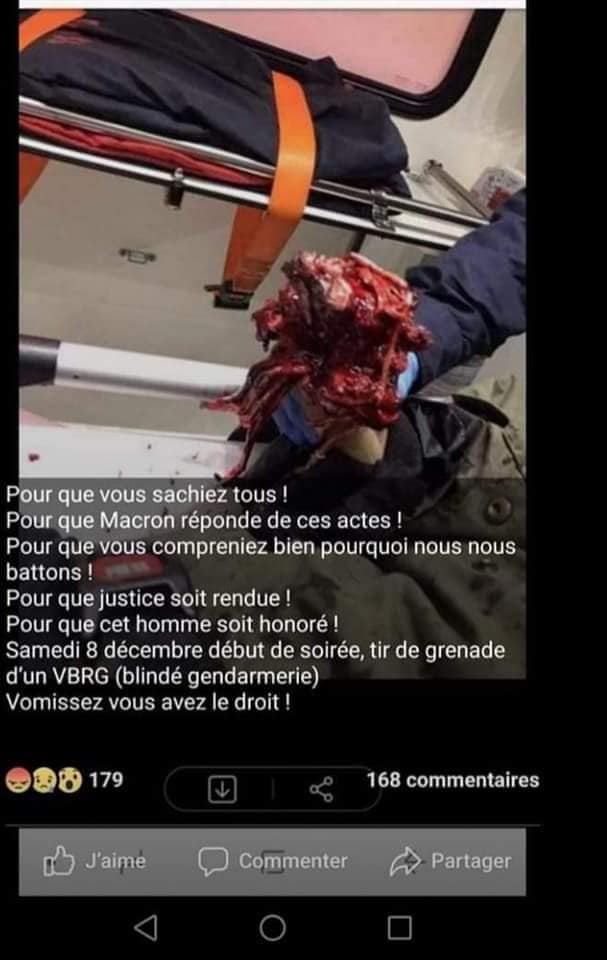 Pour que vous sachiez tous !
Pour que Macron réponde de ces actes !
Pour que vous compreniez bien pourquoi nous nous
battons !
Pour que justice soit rendue !
Pour que cet homme soit honoré !
Samedi 8 décembre début de soirée, tir de grenade
d'un VBRG (blindé gendarmerie)
Vomissez vous avez le droit !
179
168 commentaires
J'aime
Commenter
Partager